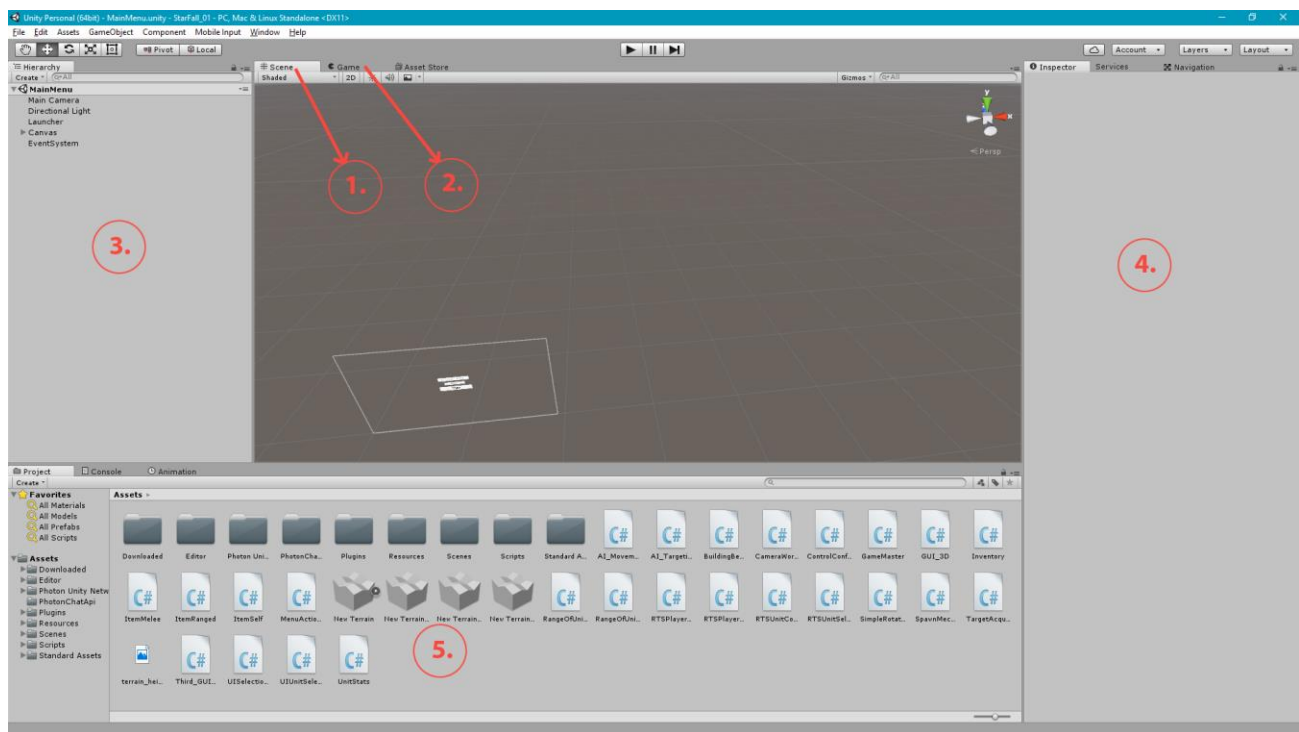 Unity Personal (64bit) - MainMenu.unity - StarFall_01 - PC, Mac & Linux Standalone <DX11>
File Edit Assets GameObject Component Mobile Input Window Help
Pivot Local Account Layers Layout
Hierarchy Scene Game Asset Store Inspector Services Navigation
Create All Shaded 2D Gizmos All
MainMenu
Main Camera
Directional Light
Launcher
Canvas
EventSystem
y
x
Persp
1.
2.
3.
4.
Project Console Animation
Create
Favorites
All Materials
All Models
All Prefabs
All Scripts
Assets
Downloaded
Editor
Photon Unity Netw
PhotonChatApi
Plugins
Resources
Scenes
Scripts
Standard Assets
Assets
C# C# C# C# C# C# C# C#
Downloaded Editor Photon Uni... PhotonCha... Plugins Resources Scenes Scripts Standard A... AI_Movem... AI_Targeti... BuildingBe... CameraWor... ControlConf... GameMaster GUI_3D Inventory
C# C# C# C# C# C# C# C# C# C# C# C# C#
ItemMelee ItemRanged ItemSelf MenuActio... New Terrain New Terrain... New Terrain... New Terrain... RangeOfUni... RangeOfUni... RTSPlayer... RTSPlayer... RTSUnitCo... RTSUnitSel... SimpleRotat... SpawnMec... TargetAcqu...
C# C# C# C#
5.
terrain_hei... Third_GUI... UISelectio... UIUnitSele... UnitStats